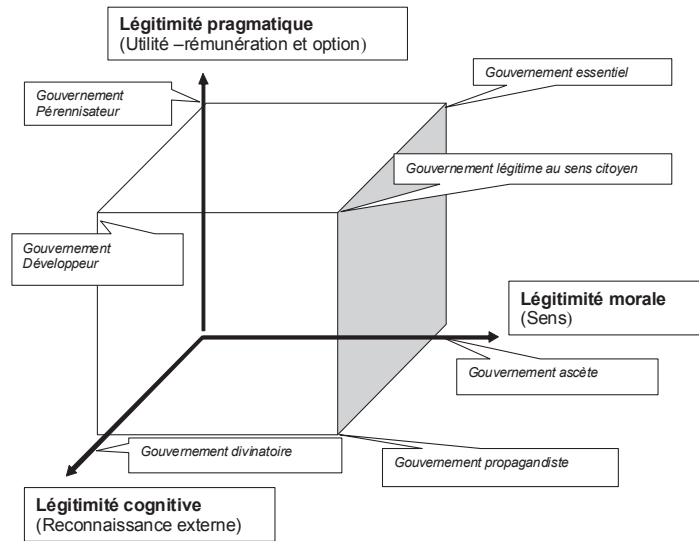 Légitimité pragmatique
(Utilité –rémunération et option)
Gouvernement essentiel
Gouvernement
Pérennisateur
Gouvernement légitime au sens citoyen
Gouvernement
Développeur
Légitimité morale
(Sens)
Gouvernement ascète
Gouvernement divinatoire
Gouvernement propagandiste
Légitimité cognitive
(Reconnaissance externe)